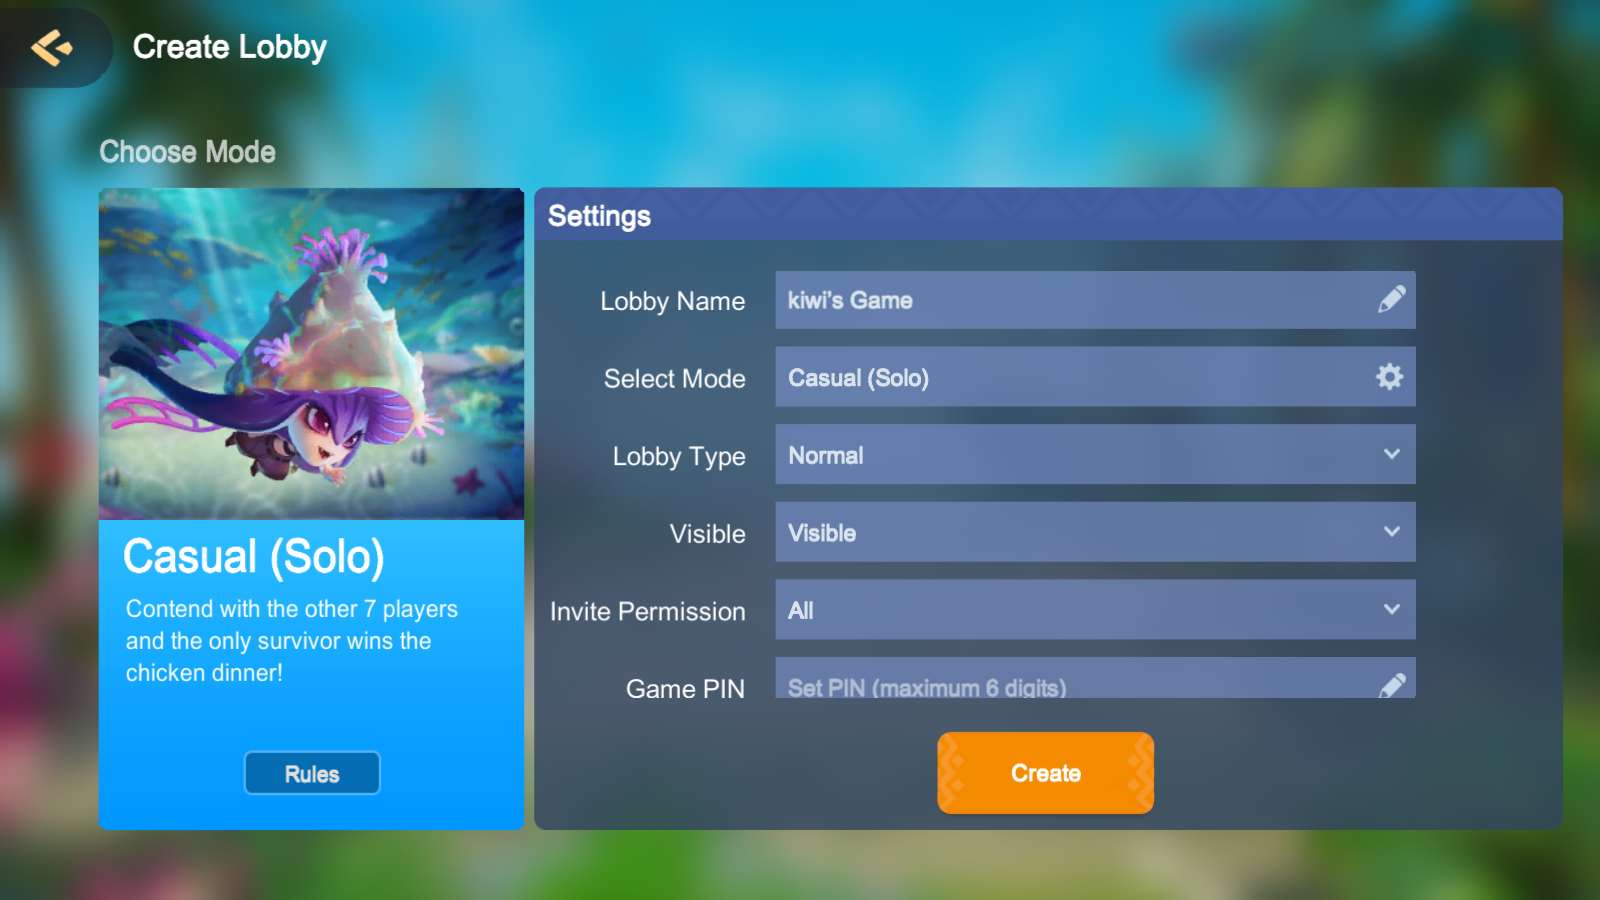 Create Lobby
Choose Mode
Settings
Lobby Name
kiwi's Game
Select Mode
Casual (Solo)
Lobby Type
Normal
Visible
Visible
Invite Permission
All
Game PIN
Set PIN (maximum 6 digits)
Casual (Solo)
Contend with the other 7 players
and the only survivor wins the
chicken dinner!
Rules
Create